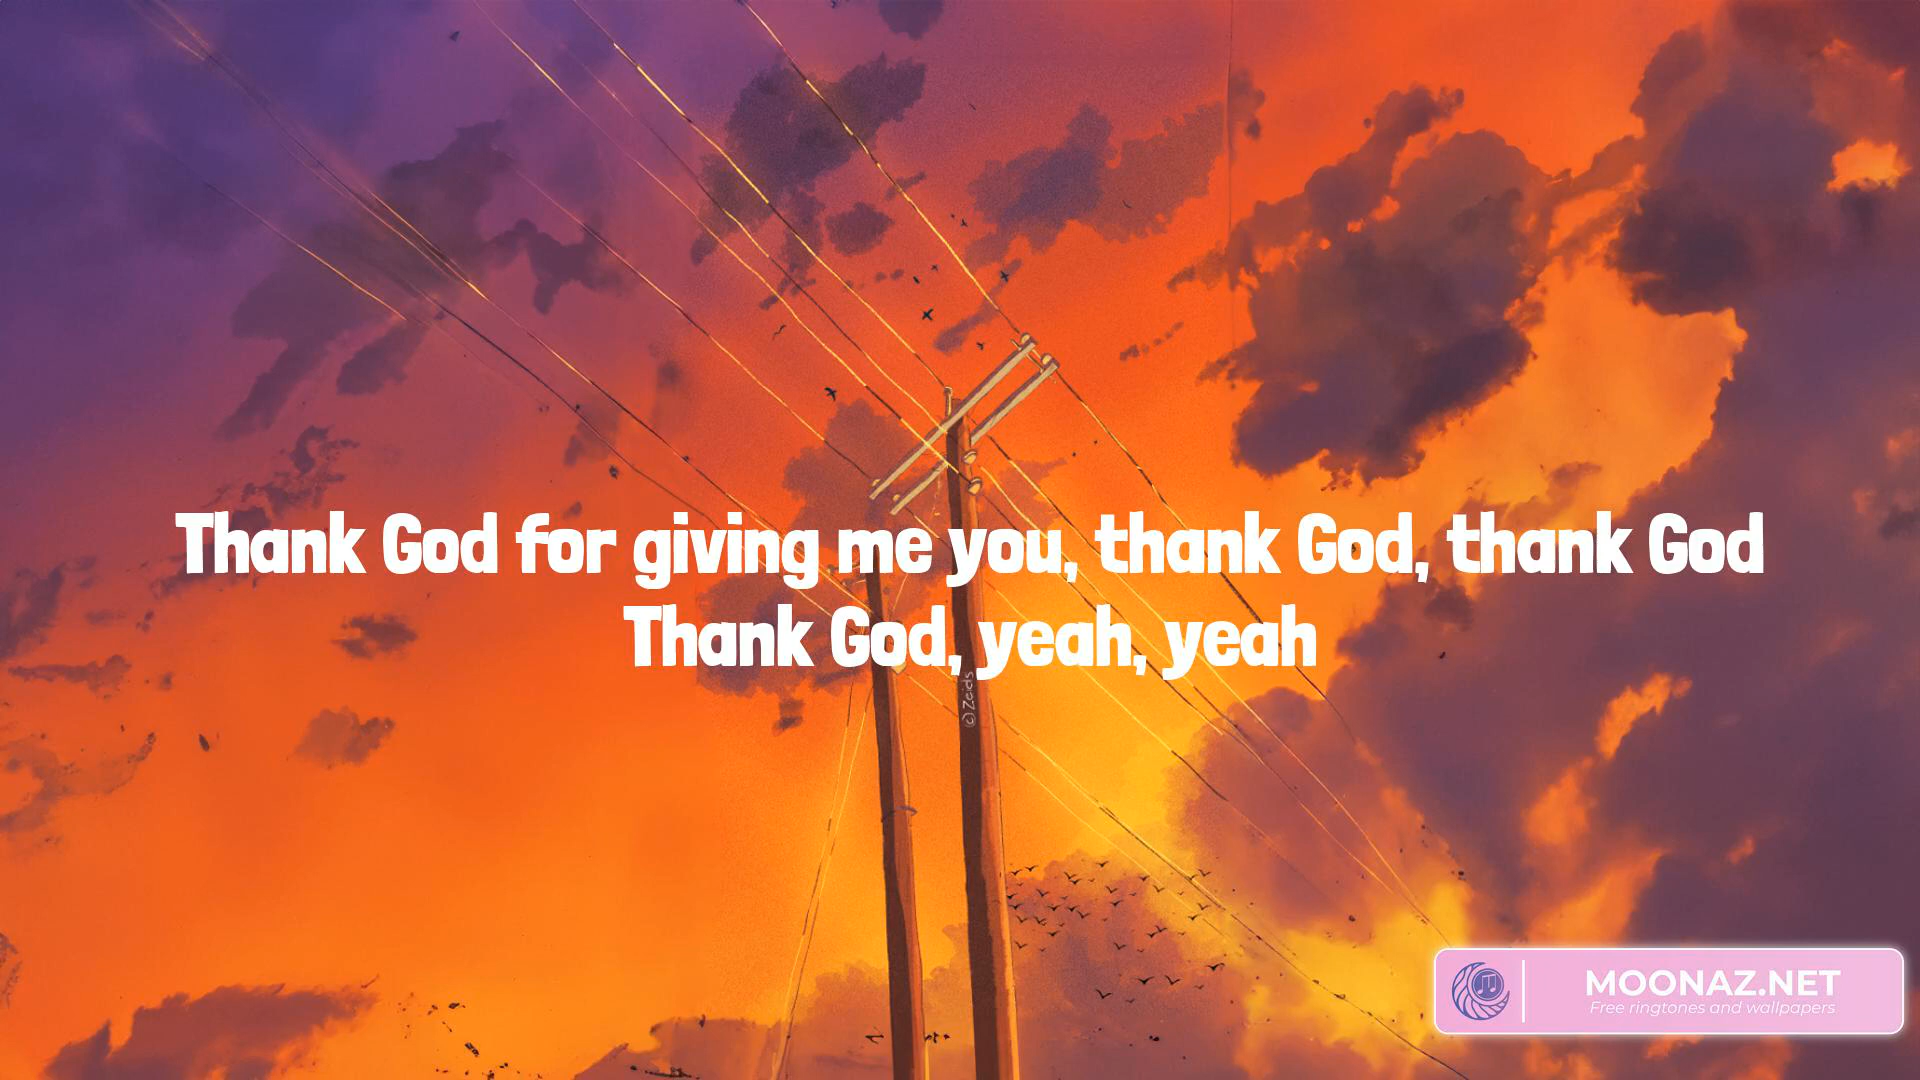 Thank God for giving me you, thank God, thank God
Thank God, yeah, yeah
©Zeids
MOONAZ.NET
Free ringtones and wallpapers